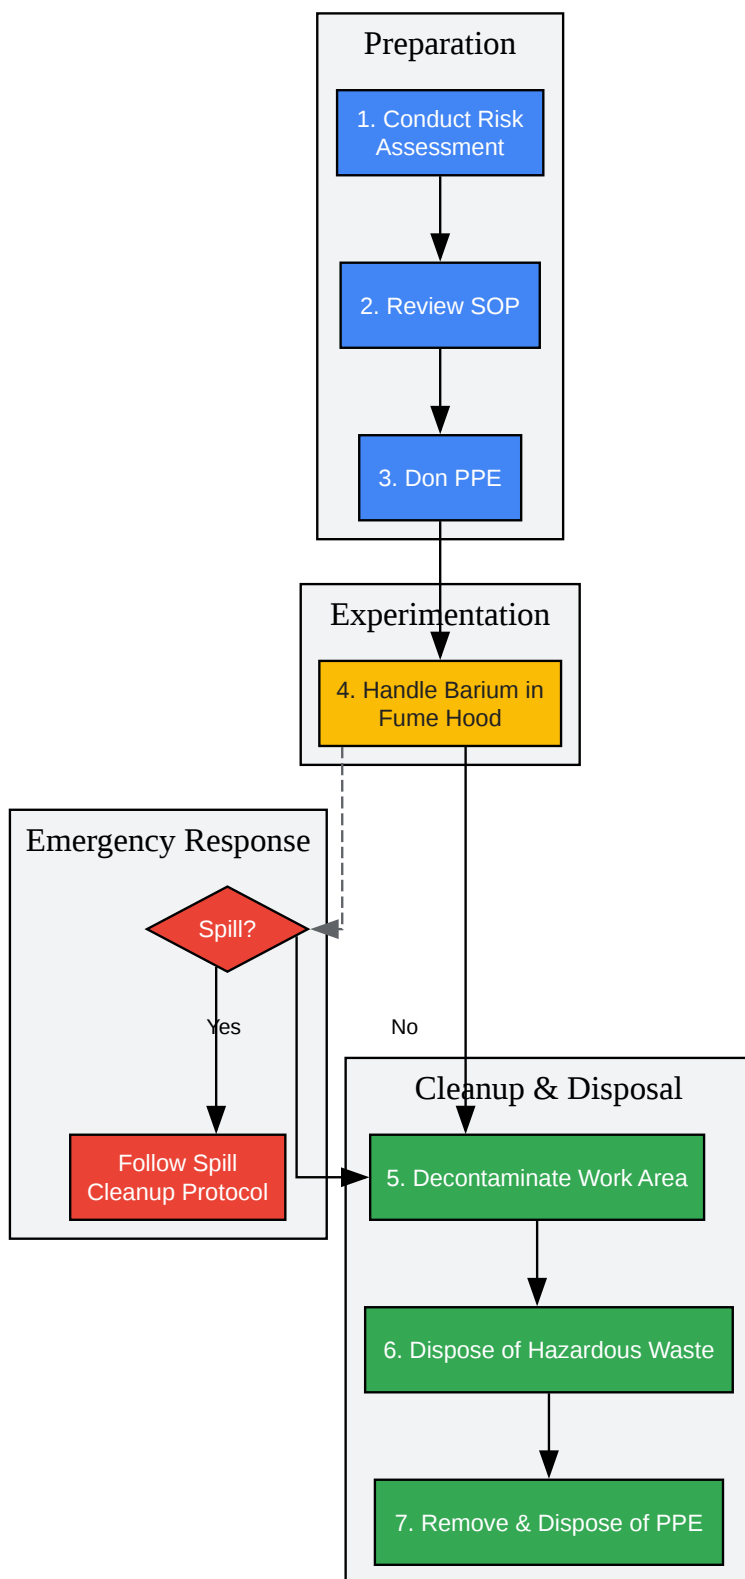 Preparation
1. Conduct Risk
Assessment
2. Review SOP
3. Don PPE
Experimentation
4. Handle Barium in
Fume Hood
Emergency Response
Spill?
Yes
No
Follow Spill
Cleanup Protocol
Cleanup & Disposal
5. Decontaminate Work Area
6. Dispose of Hazardous Waste
7. Remove & Dispose of PPE